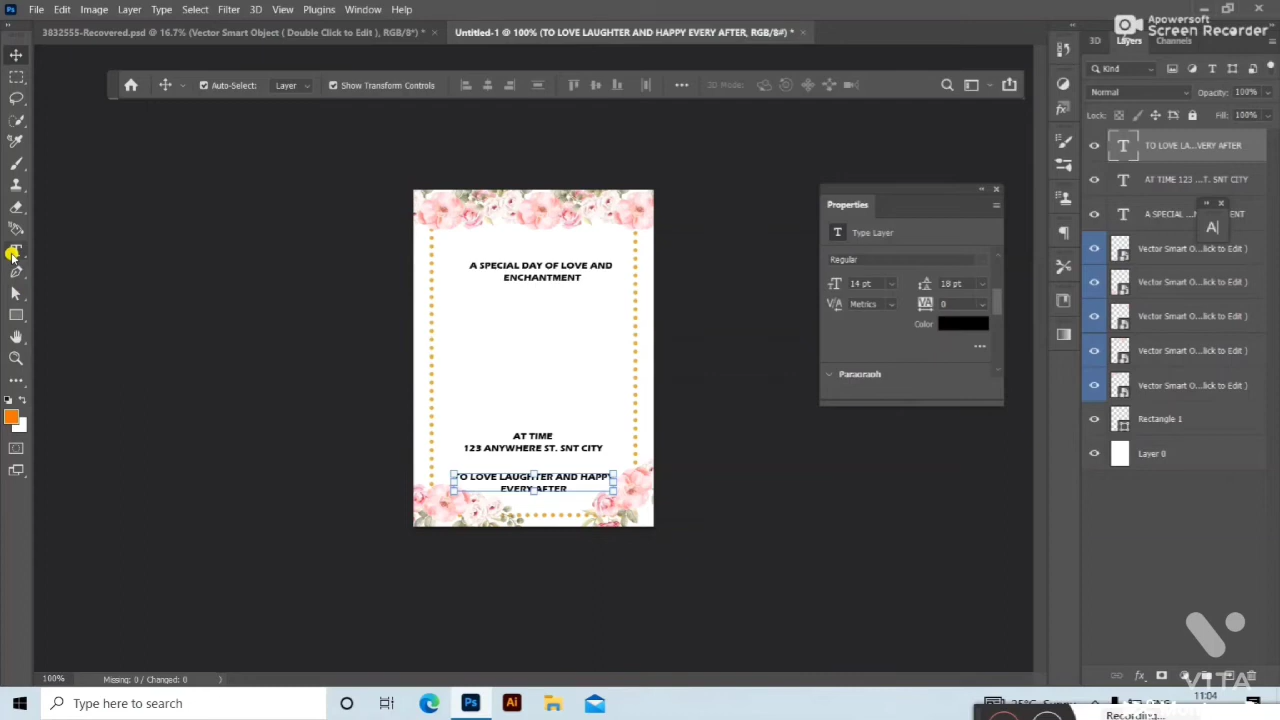 File Edit Image Layer Type Select Filter 3D View Plugins Window Help
Apowersoft
Screen Recorder
3832555-Recovered.psd @ 16.7% (Vector Smart Object ( Double Click to Edit ), RGB/8*) *
Untitled-1 @ 100% (TO LOVE LAUGHTER AND HAPPY EVERY AFTER, RGB/8#) *
3D Layers Channels
Auto-Select: Layer Show Transform Controls 3D Mode:
Kind
Normal Opacity: 100%
Lock: Fill: 100%
TO LOVE LA...VERY AFTER
AT TIME 123 ...T. SNT CITY
A SPECIAL ...ENT
A|
Vector Smart O...lick to Edit )
Vector Smart O...lick to Edit )
Vector Smart O...lick to Edit )
Vector Smart O...lick to Edit )
Vector Smart O...lick to Edit )
Rectangle 1
Layer 0
Properties
T Type Layer
Regular
14 pt 18 pt
Metrics 0
Color
Paragraph
A SPECIAL DAY OF LOVE AND
ENCHANTMENT
AT TIME
123 ANYWHERE ST. SNT CITY
TO LOVE LAUGHTER AND HAPPY
EVERY AFTER
100% Missing: 0 / Changed: 0
VITA
Type here to search
Ps Ai
25°C Sunny
11:04
Recording...